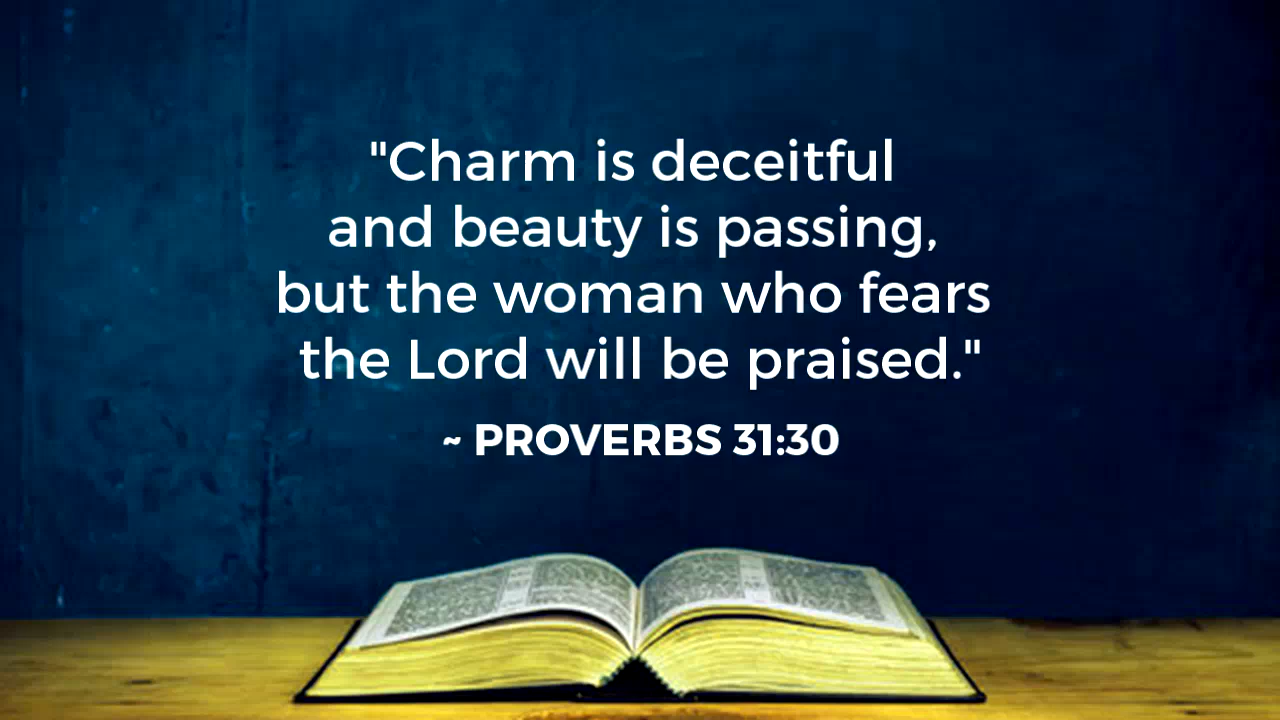 "Charm is deceitful
and beauty is passing,
but the woman who fears
the Lord will be praised."
~ PROVERBS 31:30